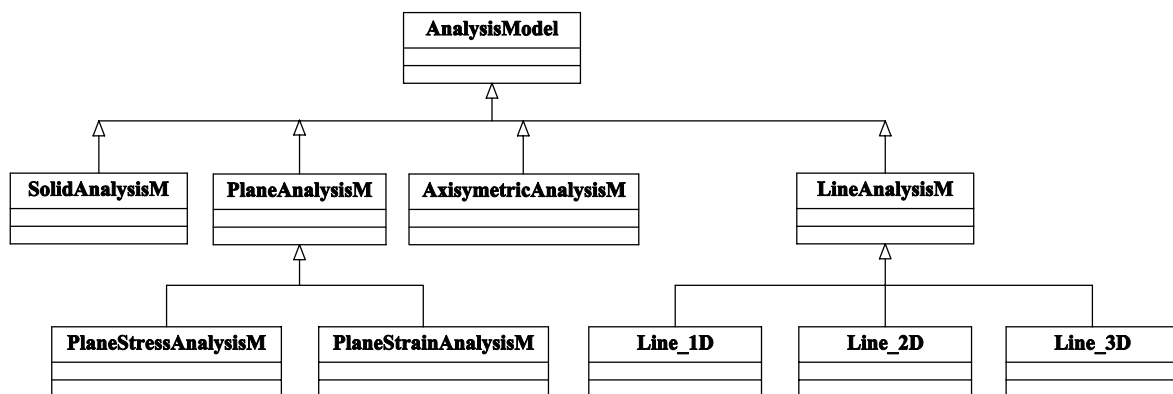 AnalysisModel
SolidAnalysisM
PlaneAnalysisM
AxisymetricAnalysisM
LineAnalysisM
PlaneStressAnalysisM
PlaneStrainAnalysisM
Line_1D
Line_2D
Line_3D